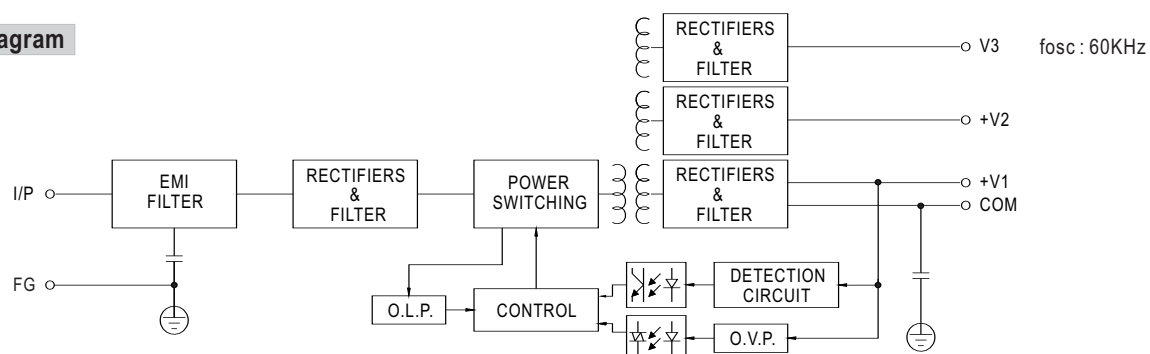 agram
RECTIFIERS
&
FILTER
V3
fosc : 60KHz
RECTIFIERS
&
FILTER
+V2
I/P
EMI
FILTER
RECTIFIERS
&
FILTER
POWER
SWITCHING
RECTIFIERS
&
FILTER
+V1
COM
FG
O.L.P.
CONTROL
DETECTION
CIRCUIT
O.V.P.